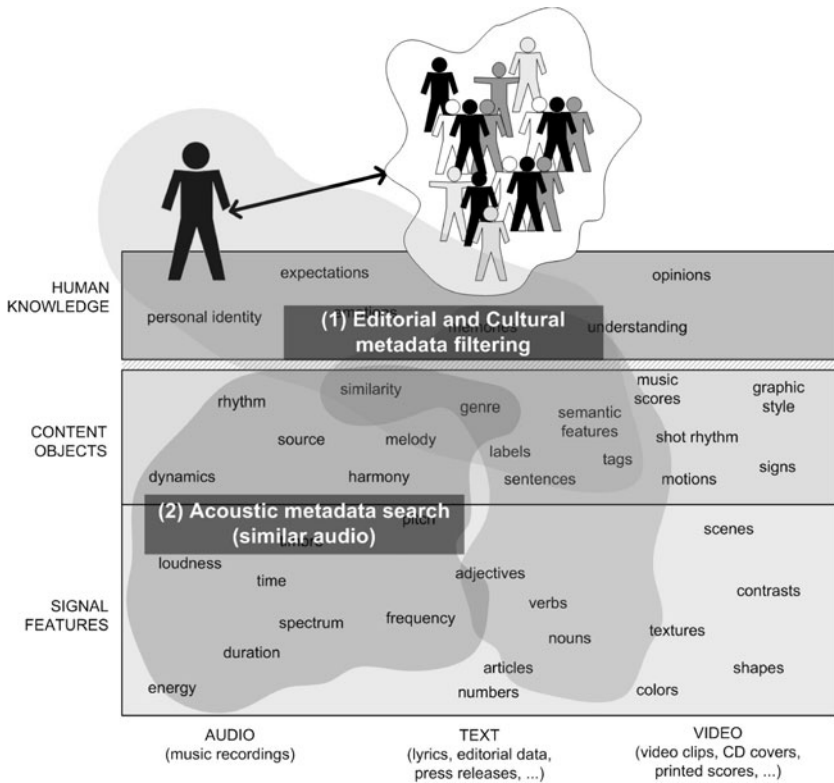 expectations
opinions
HUMAN
KNOWLEDGE
personal identity
emotions
memories
understanding
(1) Editorial and Cultural
metadata filtering
similarity
music
scores
graphic
style
rhythm
genre
semantic
features
CONTENT
OBJECTS
source
melody
labels
shot rhythm
tags
signs
dynamics
harmony
sentences
motions
(2) Acoustic metadata search
(similar audio)
pitch
timbre
scenes
loudness
time
adjectives
contrasts
SIGNAL
FEATURES
verbs
spectrum
frequency
nouns
textures
duration
articles
shapes
energy
numbers
colors
AUDIO
(music recordings)
TEXT
(lyrics, editorial data,
press releases, ...)
VIDEO
(video clips, CD covers,
printed scores, ...)